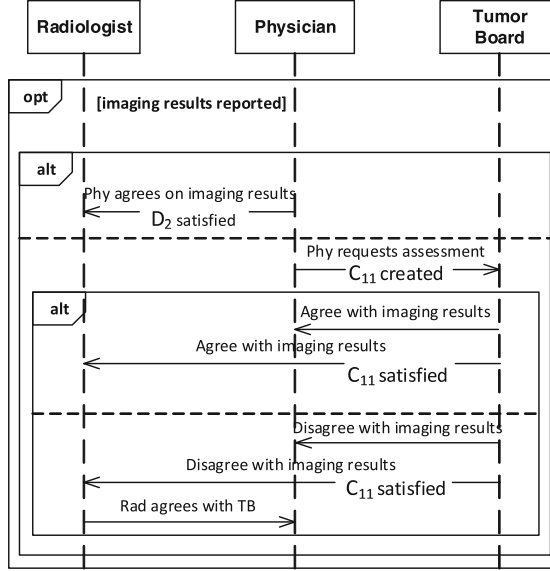 Radiologist
Physician
Tumor
Board
opt
[imaging results reported]
alt
Phy agrees on imaging results
D₂ satisfied
Phy requests assessment
C₁₁ created
alt
Agree with imaging results
Agree with imaging results
C₁₁ satisfied
Disagree with imaging results
Disagree with imaging results
C₁₁ satisfied
Rad agrees with TB